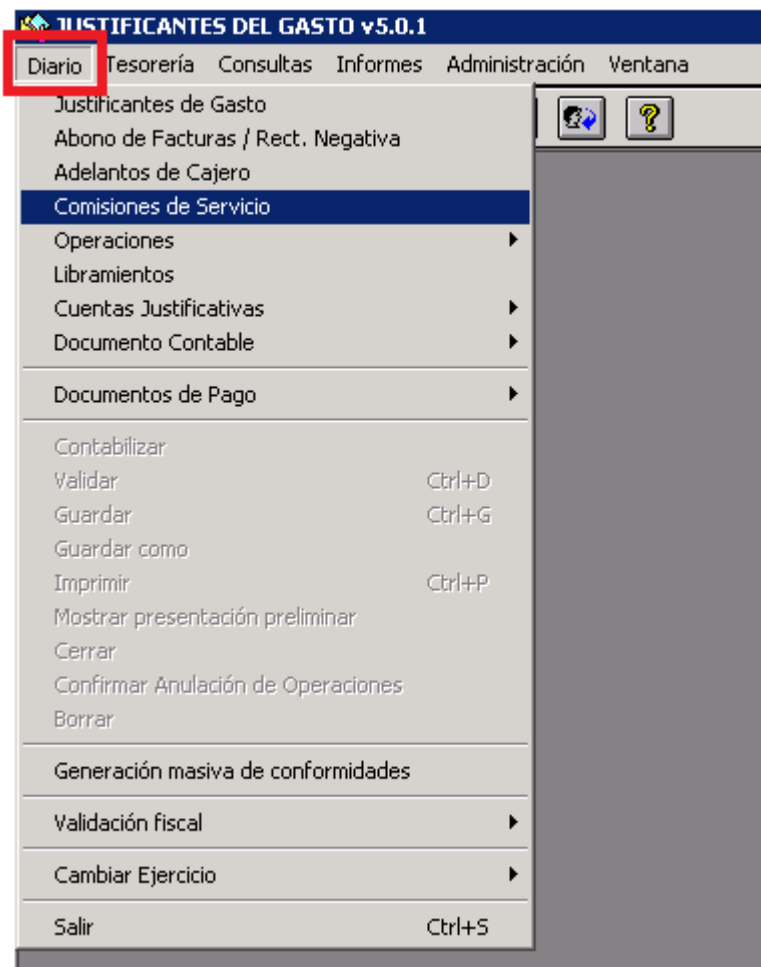 JUSTIFICANTES DEL GASTO v5.0.1
Diario Tesorería Consultas Informes Administración Ventana
Justificantes de Gasto
Abono de Facturas / Rect. Negativa
Adelantos de Cajero
Comisiones de Servicio
Operaciones
Libramientos
Cuentas Justificativas
Documento Contable
Documentos de Pago
Contabilizar
Validar Ctrl+D
Guardar Ctrl+G
Guardar como
Imprimir Ctrl+P
Mostrar presentación preliminar
Cerrar
Confirmar Anulación de Operaciones
Borrar
Generación masiva de conformidades
Validación fiscal
Cambiar Ejercicio
Salir Ctrl+S